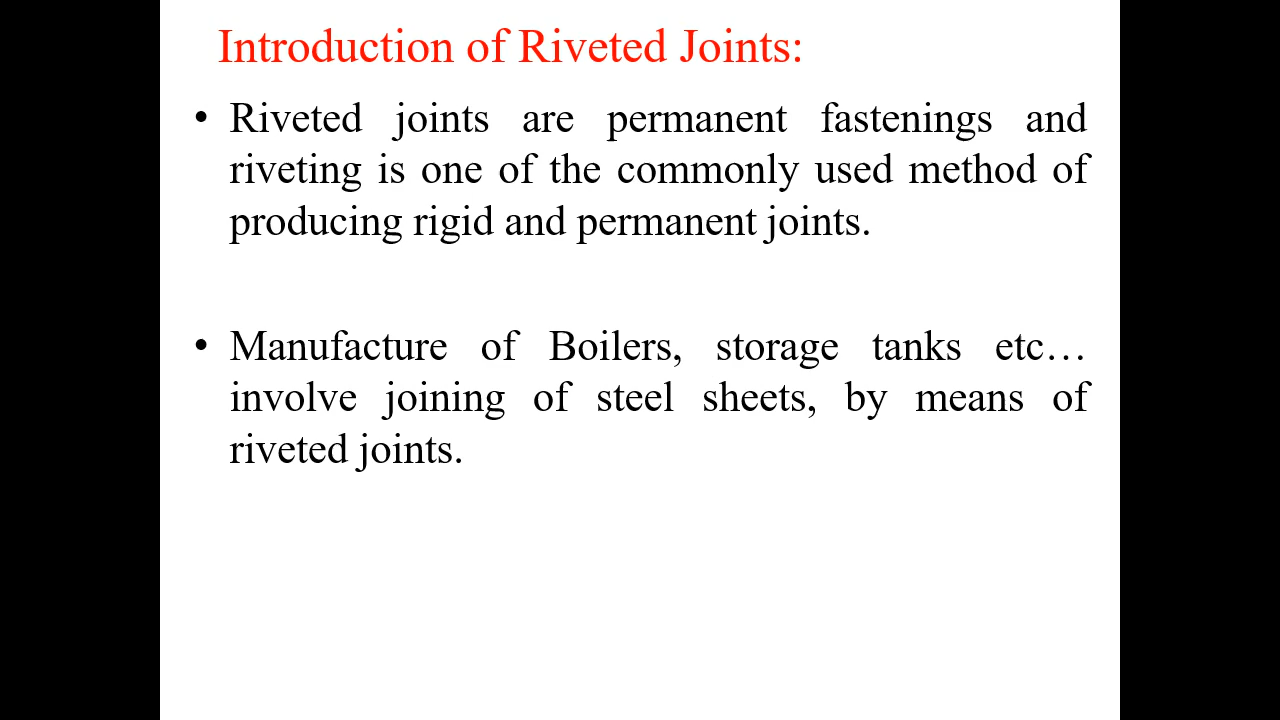 Introduction of Riveted Joints:
• Riveted joints are permanent fastenings and
riveting is one of the commonly used method of
producing rigid and permanent joints.
• Manufacture of Boilers, storage tanks etc…
involve joining of steel sheets, by means of
riveted joints.